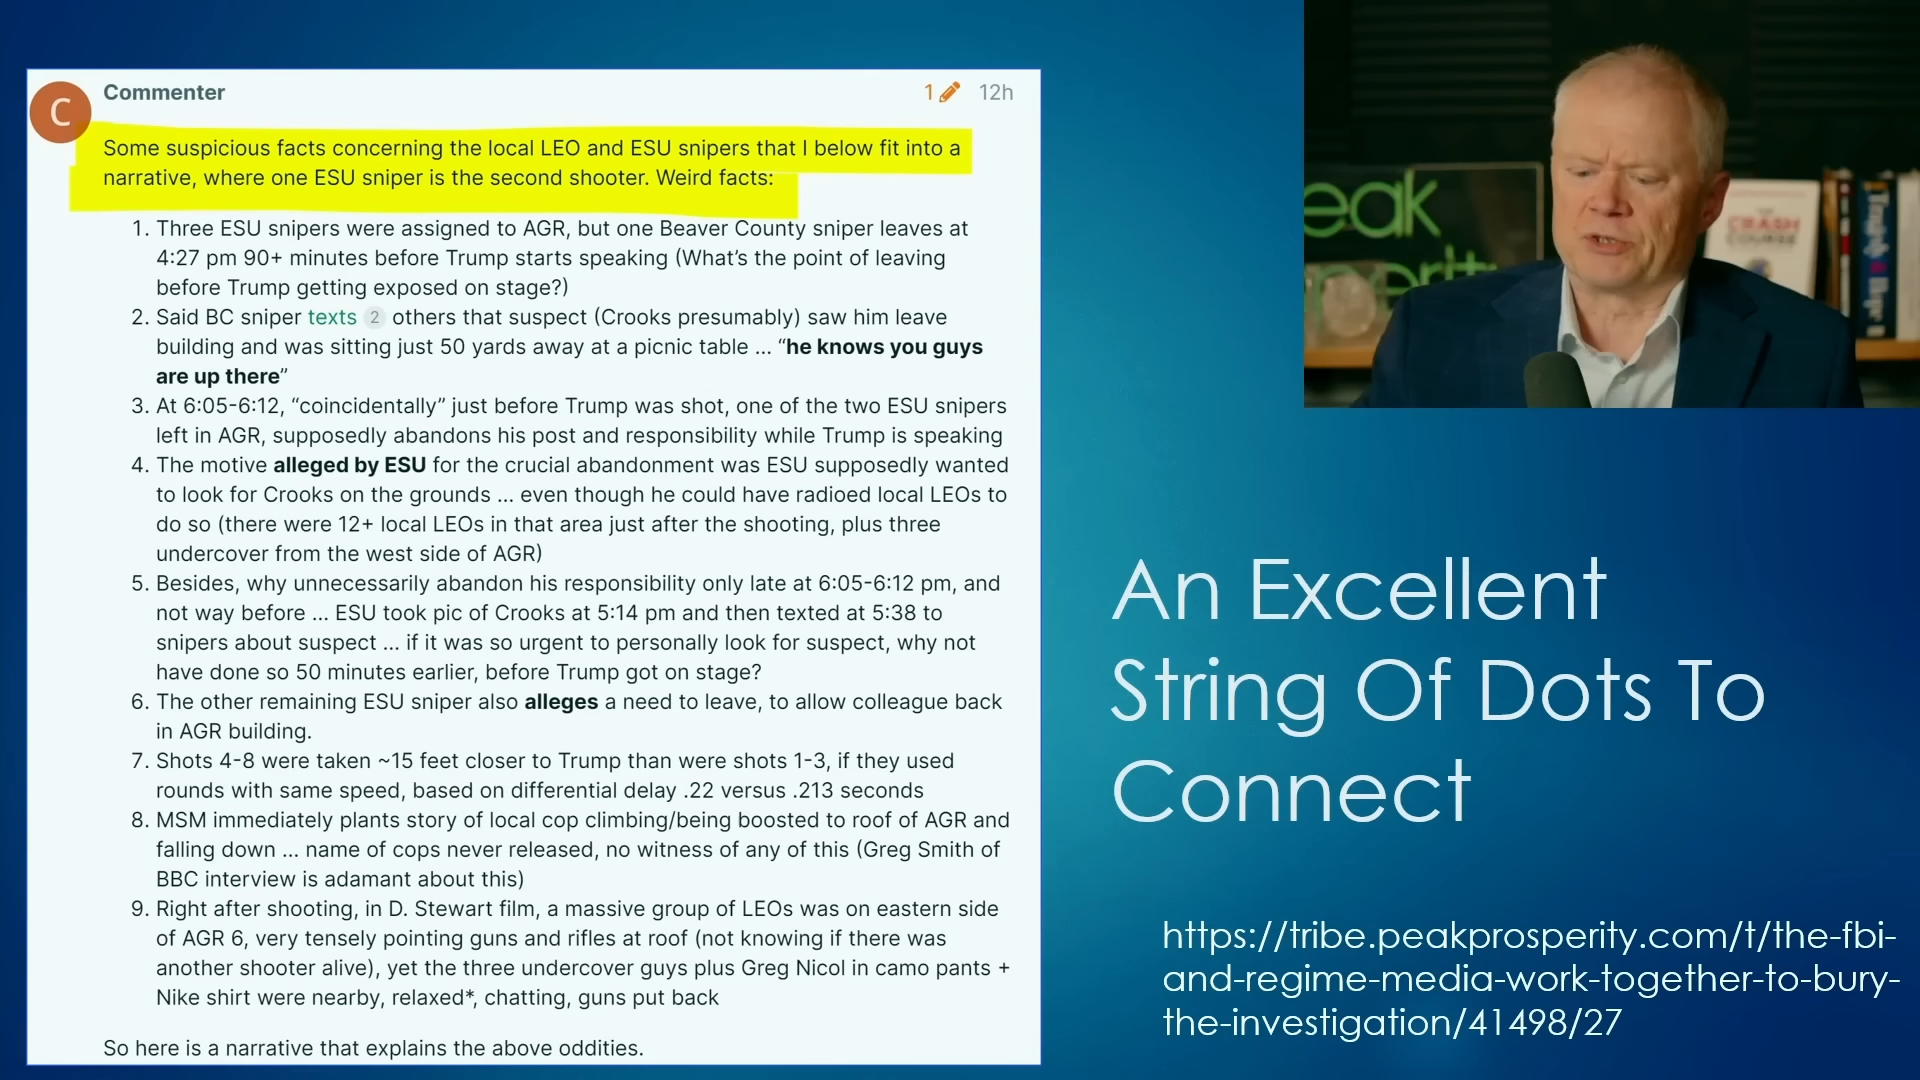 C
Commenter
1
12h
Some suspicious facts concerning the local LEO and ESU snipers that I below fit into a
narrative, where one ESU sniper is the second shooter. Weird facts:
1. Three ESU snipers were assigned to AGR, but one Beaver County sniper leaves at
4:27 pm 90+ minutes before Trump starts speaking (What's the point of leaving
before Trump getting exposed on stage?)
2. Said BC sniper texts 2 others that suspect (Crooks presumably) saw him leave
building and was sitting just 50 yards away at a picnic table ... “he knows you guys
are up there”
3. At 6:05-6:12, “coincidentally” just before Trump was shot, one of the two ESU snipers
left in AGR, supposedly abandons his post and responsibility while Trump is speaking
4. The motive alleged by ESU for the crucial abandonment was ESU supposedly wanted
to look for Crooks on the grounds ... even though he could have radioed local LEOs to
do so (there were 12+ local LEOs in that area just after the shooting, plus three
undercover from the west side of AGR)
5. Besides, why unnecessarily abandon his responsibility only late at 6:05-6:12 pm, and
not way before ... ESU took pic of Crooks at 5:14 pm and then texted at 5:38 to
snipers about suspect ... if it was so urgent to personally look for suspect, why not
have done so 50 minutes earlier, before Trump got on stage?
6. The other remaining ESU sniper also alleges a need to leave, to allow colleague back
in AGR building.
7. Shots 4-8 were taken ~15 feet closer to Trump than were shots 1-3, if they used
rounds with same speed, based on differential delay .22 versus .213 seconds
8. MSM immediately plants story of local cop climbing/being boosted to roof of AGR and
falling down ... name of cops never released, no witness of any of this (Greg Smith of
BBC interview is adamant about this)
9. Right after shooting, in D. Stewart film, a massive group of LEOs was on eastern side
of AGR 6, very tensely pointing guns and rifles at roof (not knowing if there was
another shooter alive), yet the three undercover guys plus Greg Nicol in camo pants +
Nike shirt were nearby, relaxed*, chatting, guns put back
So here is a narrative that explains the above oddities.
eak
CRASH
COURSE
An Excellent
String Of Dots To
Connect
https://tribe.peakprosperity.com/t/the-fbi-
and-regime-media-work-together-to-bury-
the-investigation/41498/27